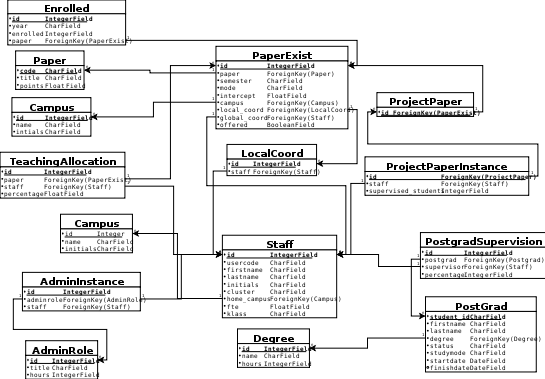 Enrolled
id IntegerField
year CharField
enrolled IntegerField
paper ForeignKey(PaperExist)
Paper
code CharField
title CharField
points FloatField
Campus
id IntegerField
name CharField
initials CharField
TeachingAllocation
id IntegerField
paper ForeignKey(PaperExist)
staff ForeignKey(Staff)
percentage FloatField
Campus
id Integer
name CharField
initials CharField
AdminInstance
id IntegerField
adminrole ForeignKey(AdminRole)
staff ForeignKey(Staff)
AdminRole
id IntegerField
title CharField
hours IntegerField
PaperExist
id IntegerField
paper ForeignKey(Paper)
semester CharField
mode CharField
intercept FloatField
campus ForeignKey(Campus)
local_coord ForeignKey(LocalCoord)
global_coord ForeignKey(Staff)
offered BooleanField
LocalCoord
id IntegerField
staff ForeignKey(Staff)
Staff
id IntegerField
usercode CharField
firstname CharField
lastname CharField
initials CharField
cluster CharField
home_campus ForeignKey(Campus)
fte FloatField
klass CharField
Degree
id IntegerField
name CharField
hours IntegerField
ProjectPaper
id ForeignKey(PaperExist)
ProjectPaperInstance
id ForeignKey(ProjectPaper)
staff ForeignKey(Staff)
supervised_students IntegerField
PostgradSupervision
id IntegerField
postgrad ForeignKey(Postgrad)
supervisor ForeignKey(Staff)
percentage IntegerField
PostGrad
student_id CharField
firstname CharField
lastname CharField
degree ForeignKey(Degree)
status CharField
studymode CharField
startdate DateField
finishdate DateField